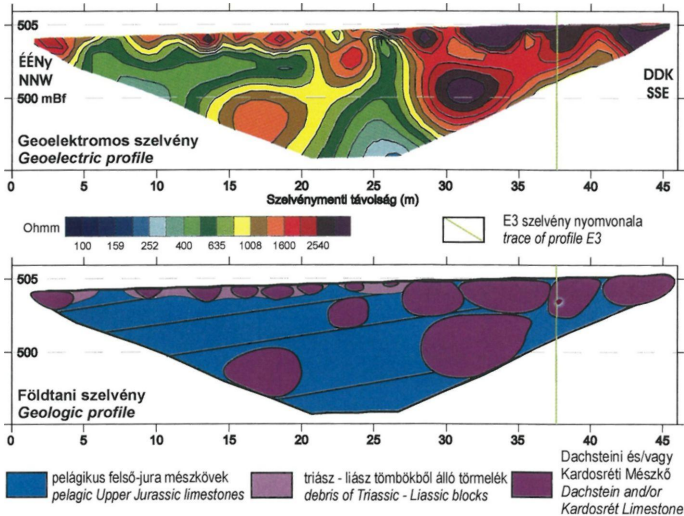 505
ÉÉNy
NNW
500 mBf
DDK
SSE
Geoelektromos szelvény
Geoelectric profile
0 5 10 15 20 25 30 35 40 45
Szelvénymenti távolság (m)
Ohmm
100 159 252 400 635 1008 1600 2540
E3 szelvény nyomvonala
trace of profile E3
505
500
Földtani szelvény
Geologic profile
0 5 10 15 20 25 30 35 40 45
pelágikus felső-jura mészkövek
pelagic Upper Jurassic limestones
triász - liász tömbökből álló törmelék
debris of Triassic - Liassic blocks
Dachsteini és/vagy
Kardosréti Mészkő
Dachstein and/or
Kardosrét Limestone